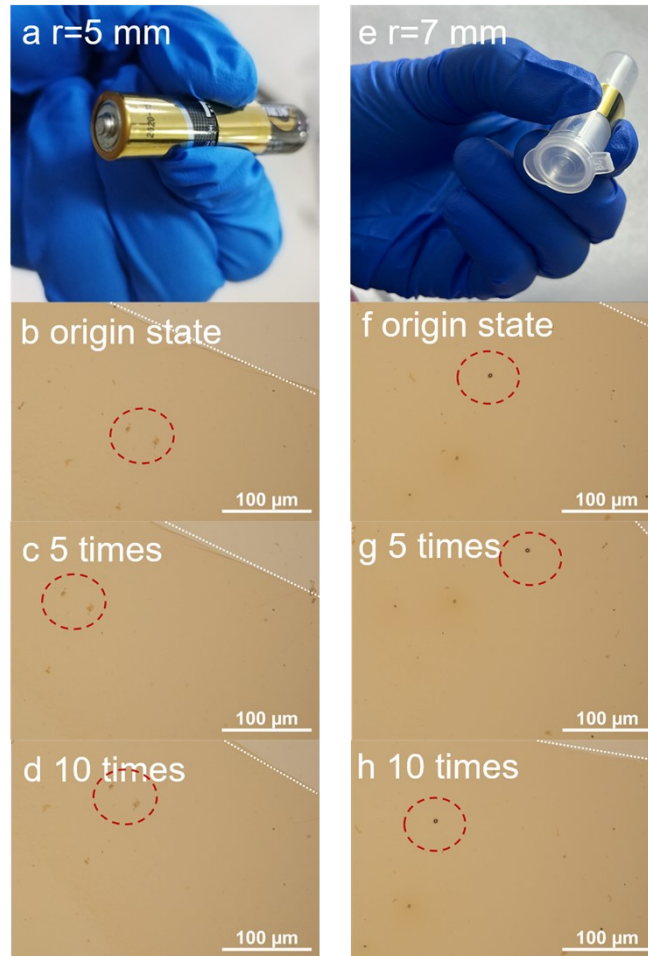 a r=5 mm
b origin state
100 µm
c 5 times
100 µm
d 10 times
100 µm
e r=7 mm
f origin state
100 µm
g 5 times
100 µm
h 10 times
100 µm